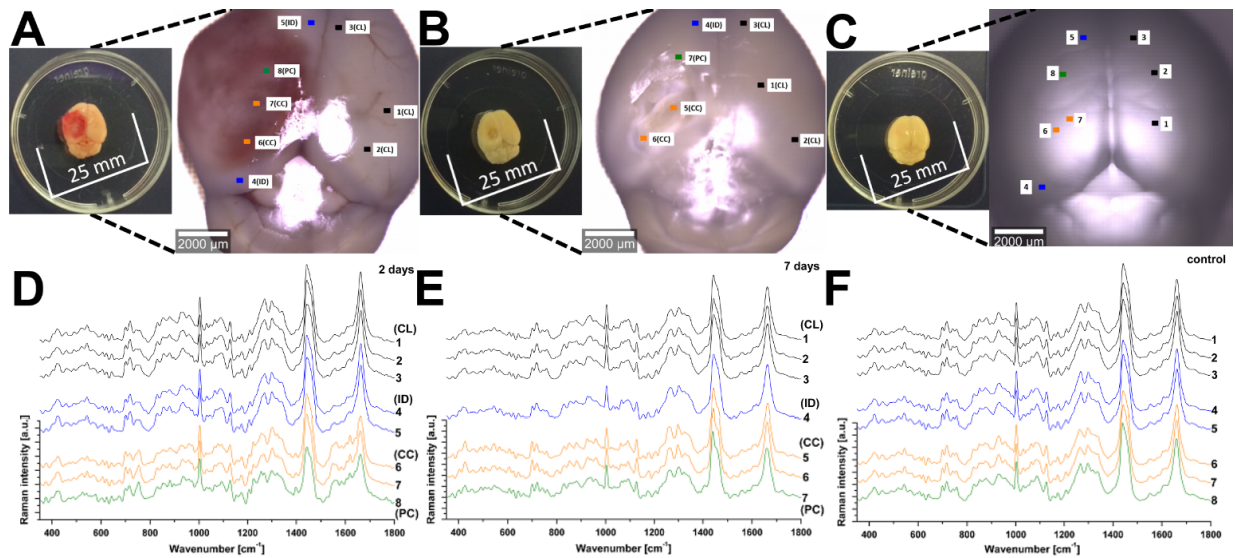 A
greiner
25 mm
5(ID)
3(CL)
8(PC)
7(CC)
1(CL)
6(CC)
2(CL)
4(ID)
2000 µm
B
25 mm
4(ID)
3(CL)
7(PC)
1(CL)
5(CC)
6(CC)
2(CL)
2000 µm
C
25 mm
5
3
8
2
7
1
6
4
2000 µm
D
2 days
(CL)
1
2
3
(ID)
4
5
(CC)
6
7
8
(PC)
Raman intensity [a.u.]
400 600 800 1000 1200 1400 1600 1800
Wavenumber [cm⁻¹]
E
7 days
(CL)
1
2
3
(ID)
4
(CC)
5
6
7
(PC)
Raman intensity [a.u.]
400 600 800 1000 1200 1400 1600 1800
Wavenumber [cm⁻¹]
F
control
1
2
3
4
5
6
7
8
Raman intensity [a.u.]
400 600 800 1000 1200 1400 1600 1800
Wavenumber [cm⁻¹]